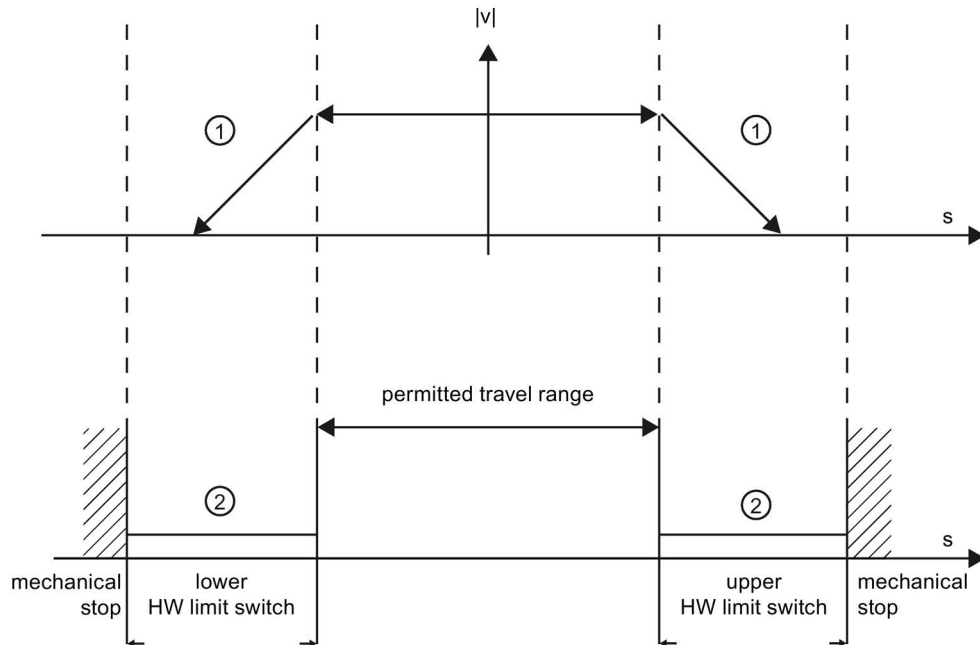 |v|
1
1
s
permitted travel range
2
2
s
mechanical
stop
lower
HW limit switch
upper
HW limit switch
mechanical
stop